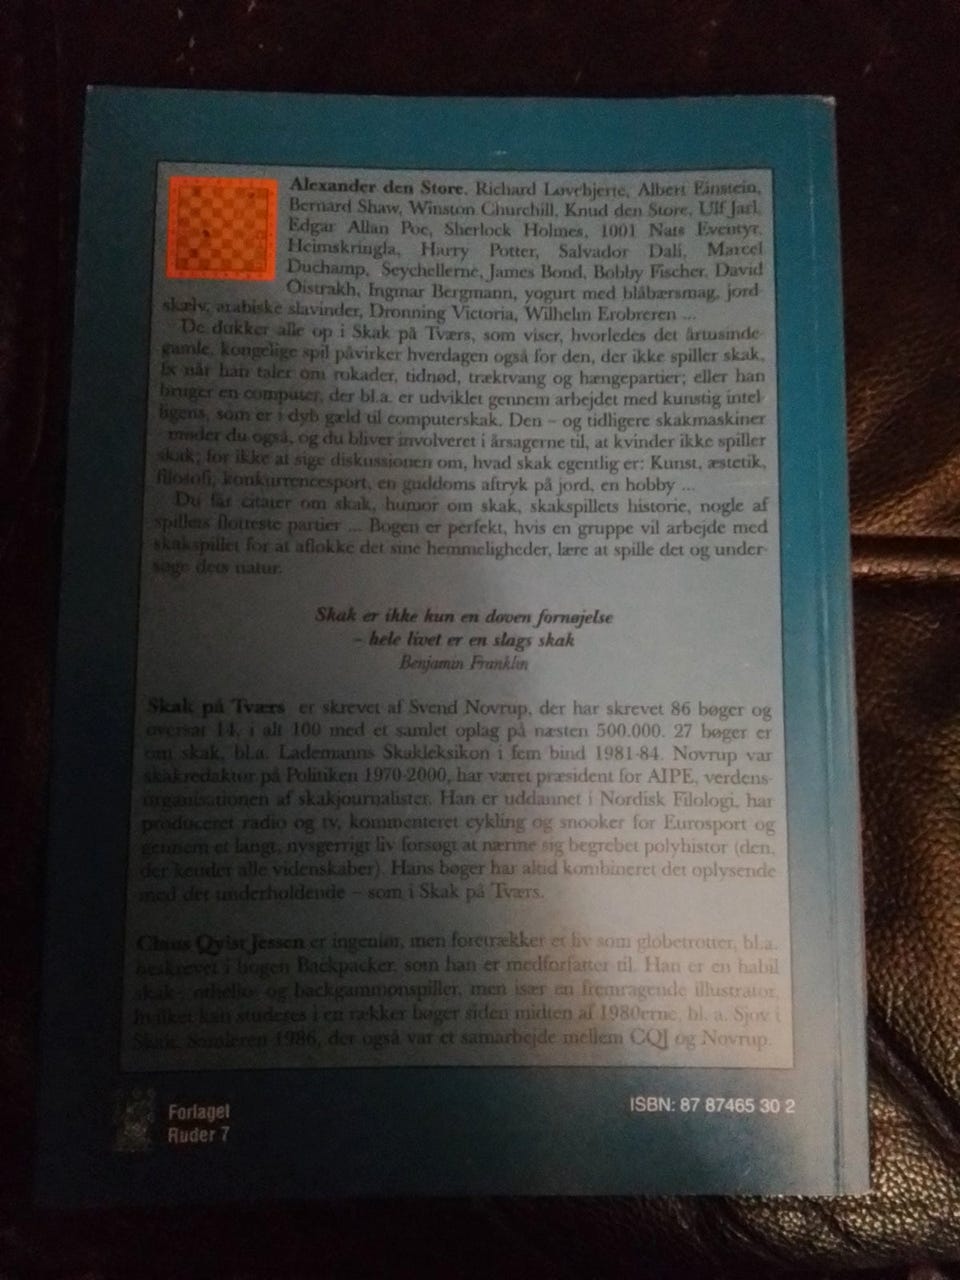 Alexander den Store, Richard Løvehjerte, Albert Einstein,
Bernard Shaw, Winston Churchill, Knud den Store, Ulf Jarl,
Edgar Allan Poe, Sherlock Holmes, 1001 Nats Eventyr,
Heimskringla, Harry Potter, Salvador Dali, Marcel
Duchamp, Seychellerne, James Bond, Bobby Fischer, David
Oistrakh, Ingmar Bergmann, yogurt med blåbærsmag, jord-
skælv, arabiske slavinder, Dronning Victoria, Wilhelm Erobreren ...
De dukker alle op i Skak på Tværs, som viser, hvorledes det årtusinde-
gamle, kongelige spil påvirker hverdagen også for den, der ikke spiller skak,
fx når han taler om rokader, tidnød, træktvang og hængepartier; eller han
bruger en computer, der bl.a. er udviklet gennem arbejdet med kunstig intel-
ligens, som er i dyb gæld til computerskak. Den - og tidligere skakmaskiner
- møder du også, og du bliver involveret i årsagerne til, at kvinder ikke spiller
skak; for ikke at sige diskussionen om, hvad skak egentlig er: Kunst, æstetik,
filosofi, konkurrencesport, en guddoms aftryk på jord, en hobby ...
Du får citater om skak, humor om skak, skakspillets historie, nogle af
spillets flotteste partier ... Bogen er perfekt, hvis en gruppe vil arbejde med
skakspillet for at aflokke det sine hemmeligheder, lære at spille det og under-
søge dets natur.
Skak er ikke kun en doven fornøjelse
– hele livet er en slags skak
Benjamin Franklin
Skak på Tværs er skrevet af Svend Novrup, der har skrevet 86 bøger og
oversat 14, i alt 100 med et samlet oplag på næsten 500.000. 27 bøger er
om skak, bl.a. Lademanns Skakleksikon i fem bind 1981-84. Novrup var
skakredaktør på Politiken 1970-2000, har været præsident for AIPE, verdens-
organisationen af skakjournalister. Han er uddannet i Nordisk Filologi, har
produceret radio og tv, kommenteret cykling og snooker for Eurosport og
gennem et langt, nysgerrigt liv forsøgt at nærme sig begrebet polyhistor (den,
der kender alle videnskaber). Hans bøger har altid kombineret det oplysende
med det underholdende – som i Skak på Tværs.
Claus Qvist Jessen er ingeniør, men foretrækker et liv som globetrotter, bl.a.
beskrevet i bogen Backpacker, som han er medforfatter til. Han er en habil
skak-, othello- og backgammonspiller, men især en fremragende illustrator,
hvilket kan studeres i en rækker bøger siden midten af 1980erne, bl. a. Sjov i
Skak, Samleren 1986, der også var et samarbejde mellem CQJ og Novrup.
Forlaget
Ruder 7
ISBN: 87 87465 30 2